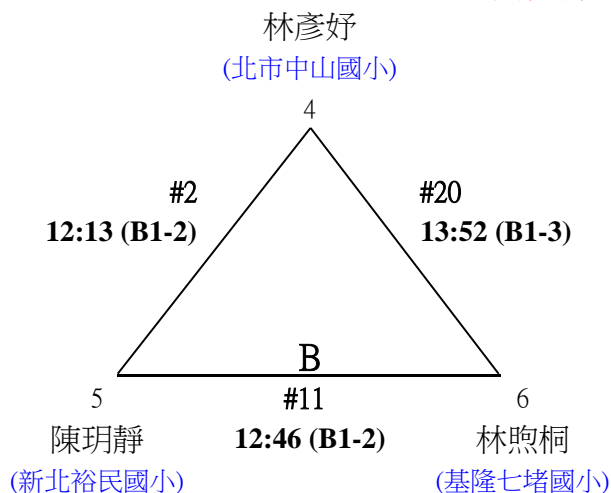 林彥妤
(北市中山國小)
4
#2
12:13 (B1-2)
#20
13:52 (B1-3)
B
5
#11
6
陳玥靜
12:46 (B1-2)
林煦桐
(新北裕民國小)
(基隆七堵國小)